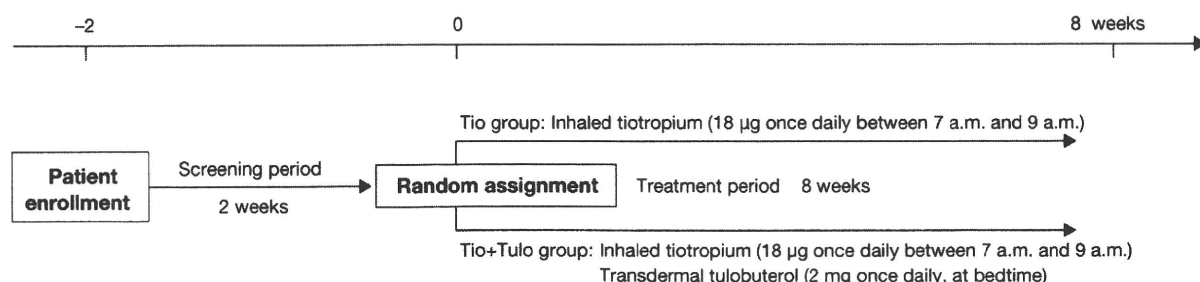 −2 0 8 weeks
Tio group: Inhaled tiotropium (18 µg once daily between 7 a.m. and 9 a.m.)
Patient
enrollment
Screening period
2 weeks
Random assignment
Treatment period 8 weeks
Tio+Tulo group: Inhaled tiotropium (18 µg once daily between 7 a.m. and 9 a.m.)
Transdermal tulobuterol (2 mg once daily, at bedtime)